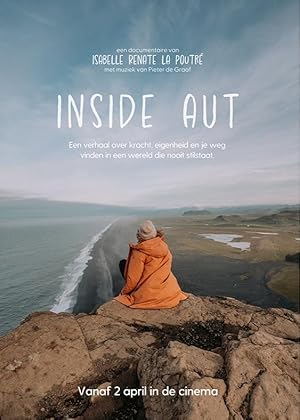 een documentaire van
ISABELLE RENATE LA POUTRÉ
met muziek van Pieter de Graaf
INSIDE AUT
Een verhaal over kracht, eigenheid en je weg
vinden in een wereld die nooit stilstaat.
Vanaf 2 april in de cinema